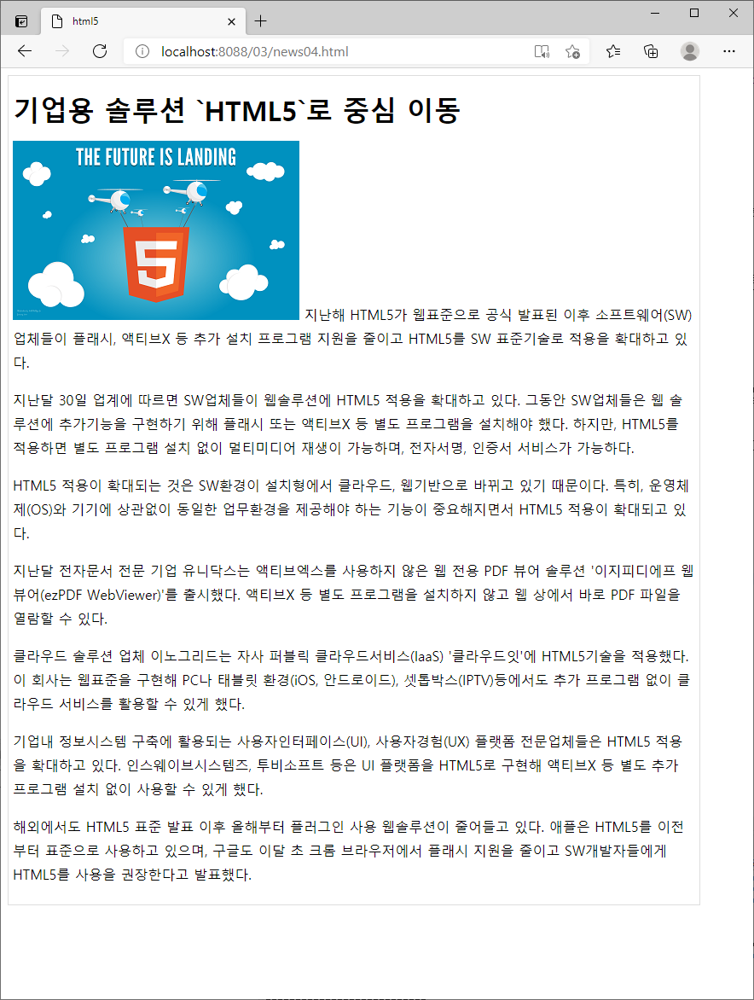 html5
localhost:8088/03/news04.html
기업용 솔루션 `HTML5`로 중심 이동
THE FUTURE IS LANDING
5
지난해 HTML5가 웹표준으로 공식 발표된 이후 소프트웨어(SW)
업체들이 플래시, 액티브X 등 추가 설치 프로그램 지원을 줄이고 HTML5를 SW 표준기술로 적용을 확대하고 있
다.
지난달 30일 업계에 따르면 SW업체들이 웹솔루션에 HTML5 적용을 확대하고 있다. 그동안 SW업체들은 웹 솔
루션에 추가기능을 구현하기 위해 플래시 또는 액티브X 등 별도 프로그램을 설치해야 했다. 하지만, HTML5를
적용하면 별도 프로그램 설치 없이 멀티미디어 재생이 가능하며, 전자서명, 인증서 서비스가 가능하다.
HTML5 적용이 확대되는 것은 SW환경이 설치형에서 클라우드, 웹기반으로 바뀌고 있기 때문이다. 특히, 운영체
제(OS)와 기기에 상관없이 동일한 업무환경을 제공해야 하는 기능이 중요해지면서 HTML5 적용이 확대되고 있
다.
지난달 전자문서 전문 기업 유니닥스는 액티브엑스를 사용하지 않은 웹 전용 PDF 뷰어 솔루션 '이지피디에프 웹
뷰어(ezPDF WebViewer)'를 출시했다. 액티브X 등 별도 프로그램을 설치하지 않고 웹 상에서 바로 PDF 파일을
열람할 수 있다.
클라우드 솔루션 업체 이노그리드는 자사 퍼블릭 클라우드서비스(IaaS) '클라우드잇'에 HTML5기술을 적용했다.
이 회사는 웹표준을 구현해 PC나 태블릿 환경(iOS, 안드로이드), 셋톱박스(IPTV)등에서도 추가 프로그램 없이 클
라우드 서비스를 활용할 수 있게 했다.
기업내 정보시스템 구축에 활용되는 사용자인터페이스(UI), 사용자경험(UX) 플랫폼 전문업체들은 HTML5 적용
을 확대하고 있다. 인스웨이브시스템즈, 투비소프트 등은 UI 플랫폼을 HTML5로 구현해 액티브X 등 별도 추가
프로그램 설치 없이 사용할 수 있게 했다.
해외에서도 HTML5 표준 발표 이후 올해부터 플러그인 사용 웹솔루션이 줄어들고 있다. 애플은 HTML5를 이전
부터 표준으로 사용하고 있으며, 구글도 이달 초 크롬 브라우저에서 플래시 지원을 줄이고 SW개발자들에게
HTML5를 사용을 권장한다고 발표했다.